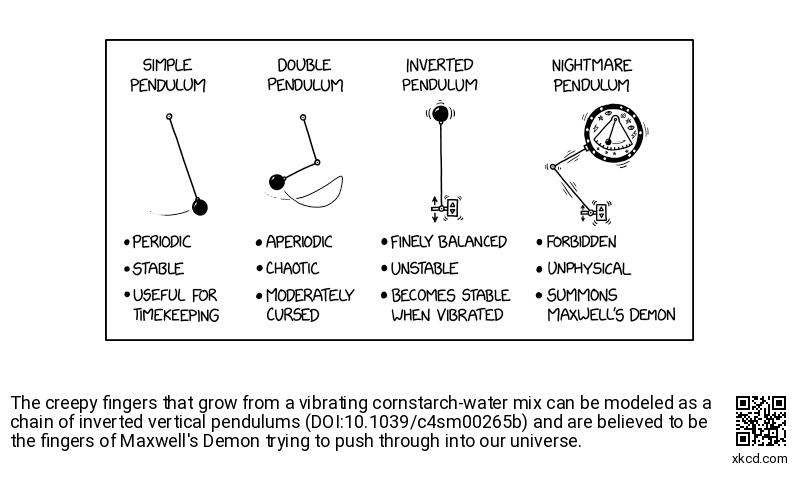 SIMPLE
PENDULUM
• PERIODIC
• STABLE
• USEFUL FOR
TIMEKEEPING
DOUBLE
PENDULUM
• APERIODIC
• CHAOTIC
• MODERATELY
CURSED
INVERTED
PENDULUM
• FINELY BALANCED
• UNSTABLE
• BECOMES STABLE
WHEN VIBRATED
NIGHTMARE
PENDULUM
• FORBIDDEN
• UNPHYSICAL
• SUMMONS
MAXWELL'S DEMON
The creepy fingers that grow from a vibrating cornstarch-water mix can be modeled as a
chain of inverted vertical pendulums (DOI:10.1039/c4sm00265b) and are believed to be
the fingers of Maxwell's Demon trying to push through into our universe.
xkcd.com